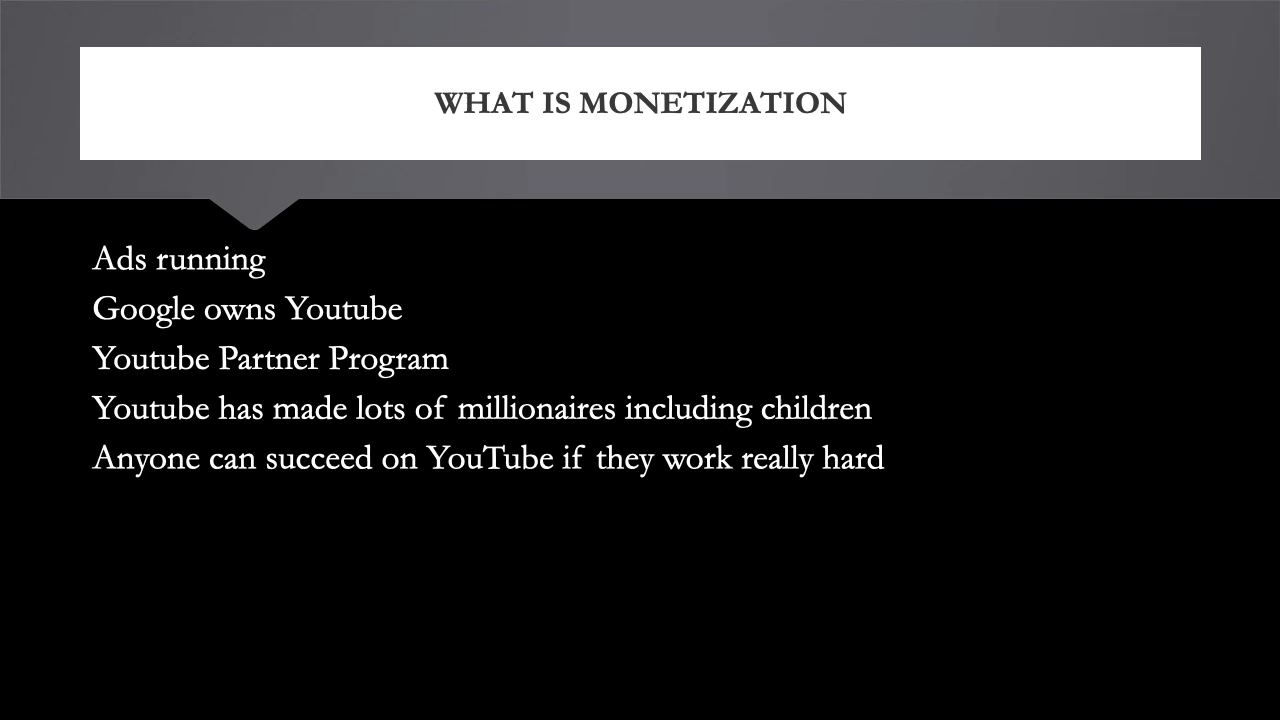 WHAT IS MONETIZATION
Ads running
Google owns Youtube
Youtube Partner Program
Youtube has made lots of millionaires including children
Anyone can succeed on YouTube if they work really hard